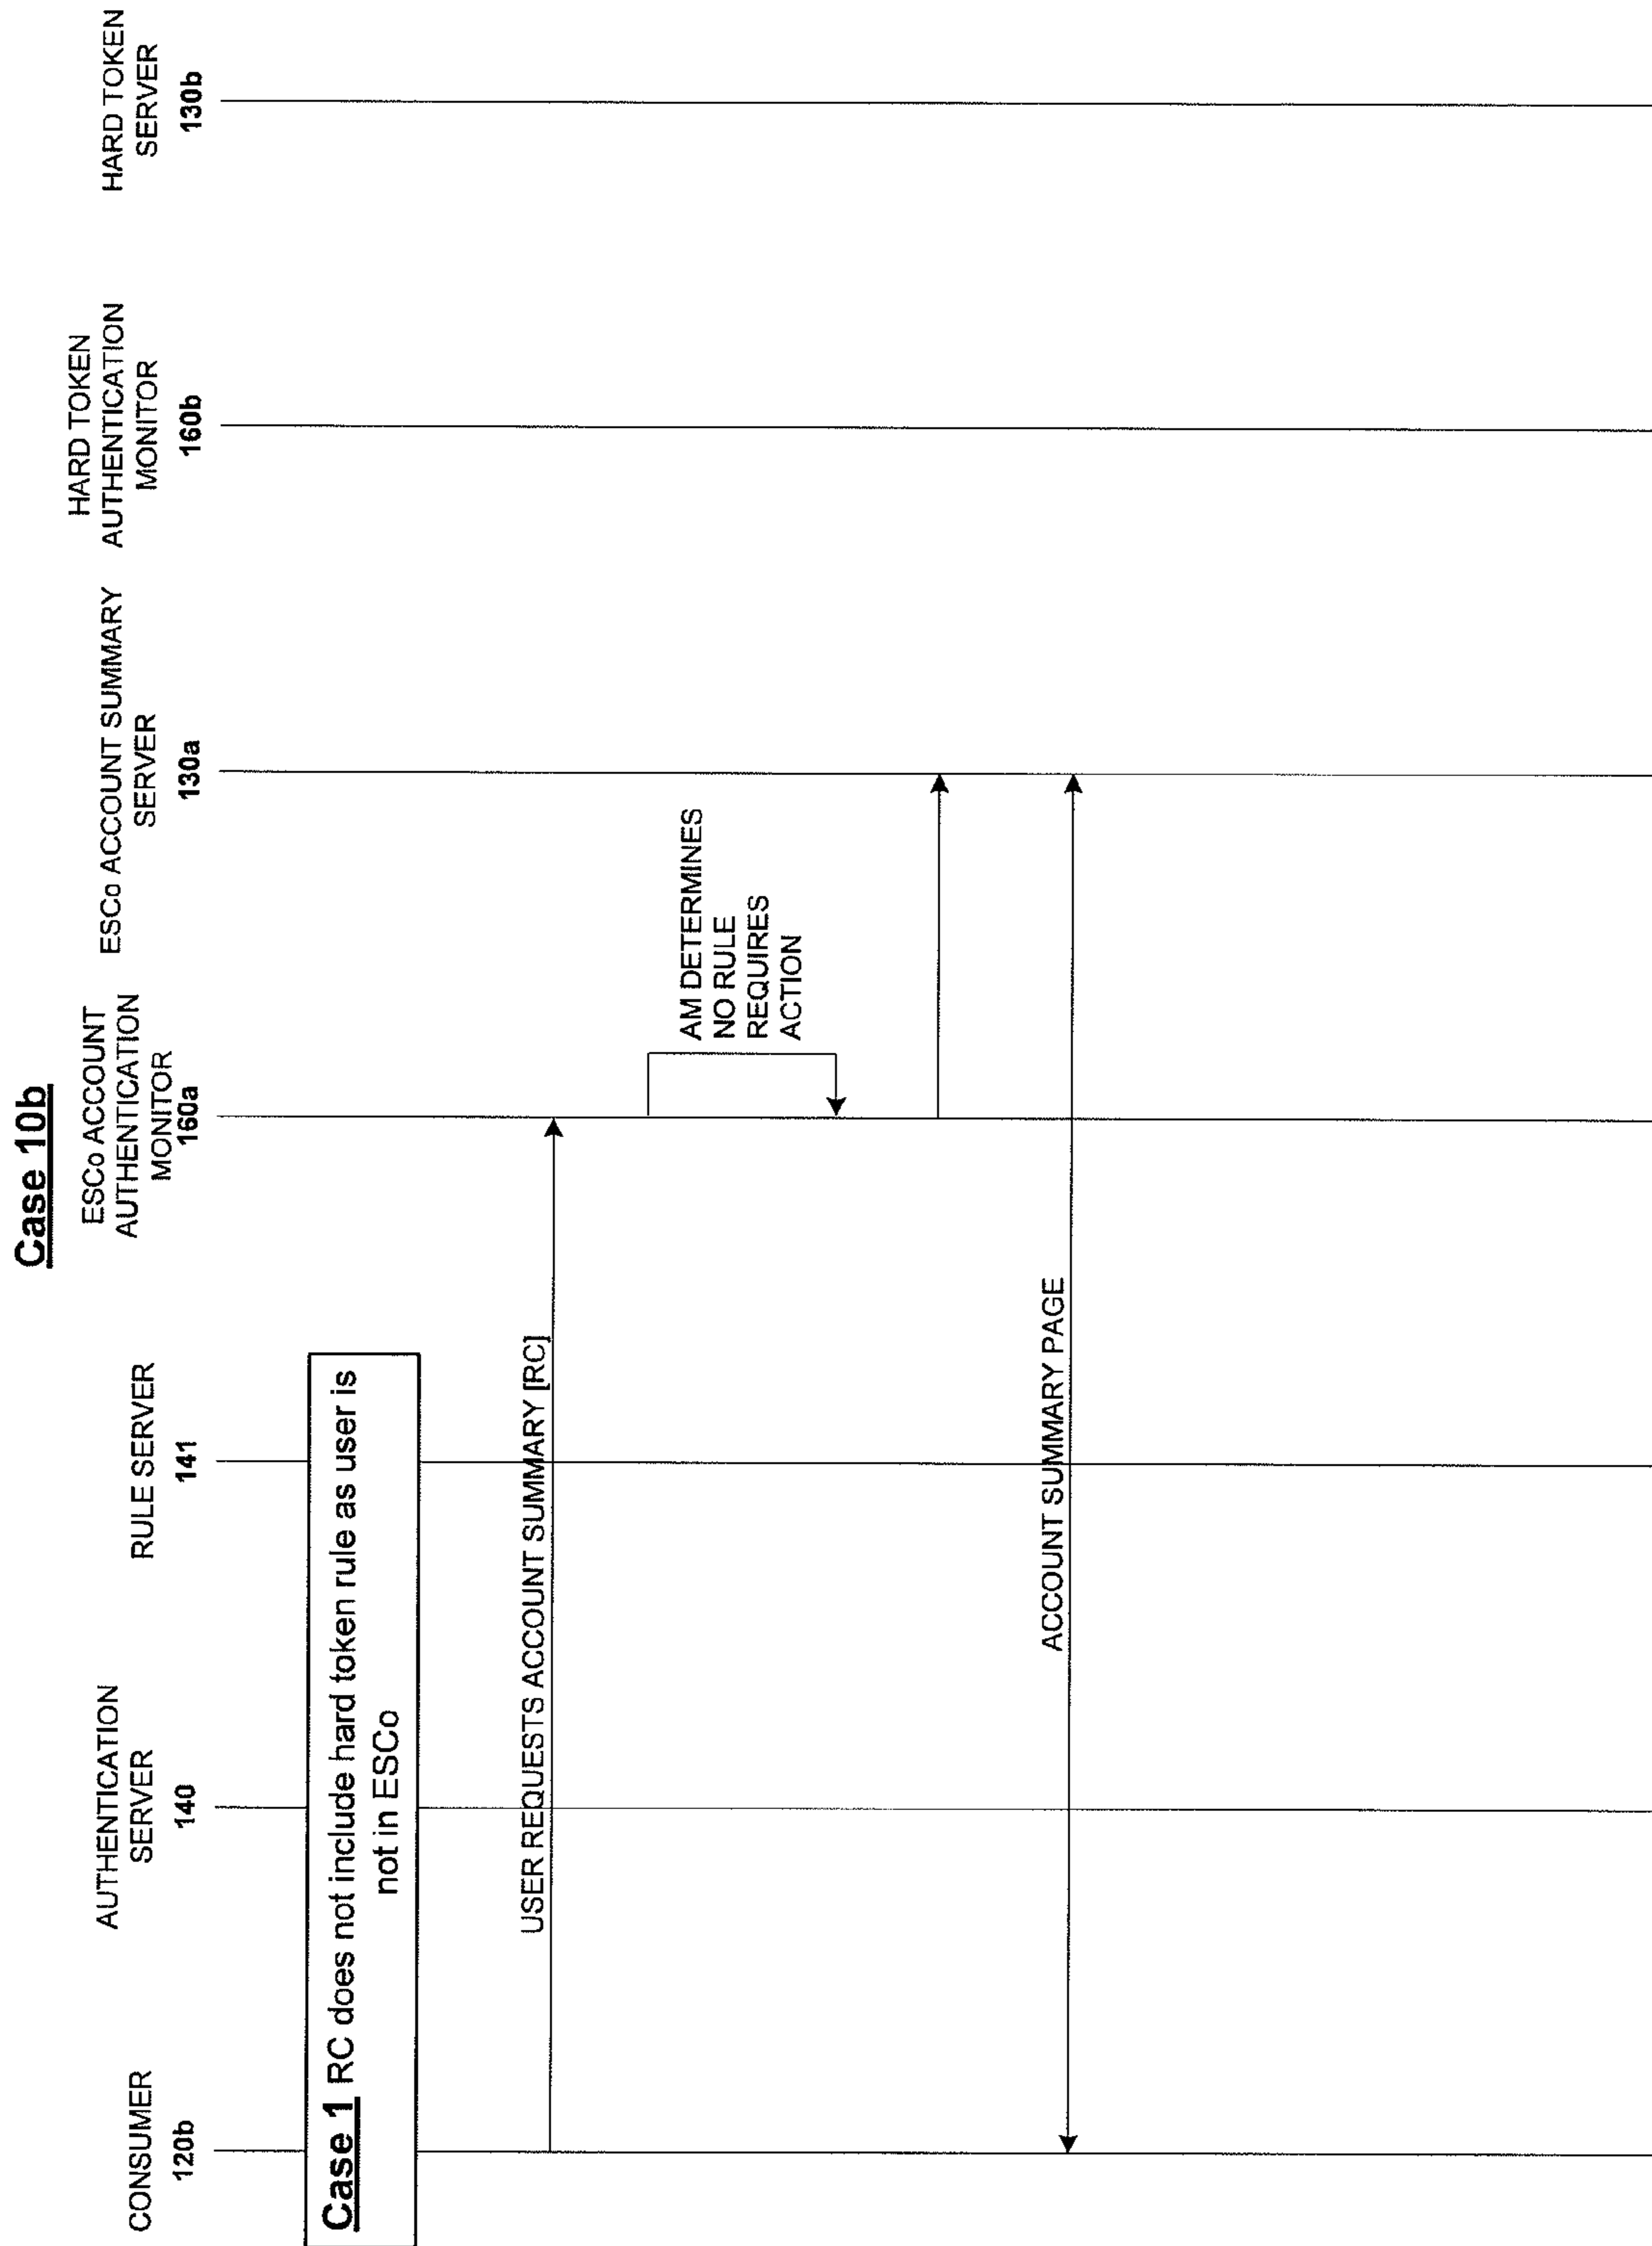 Case 10b
CONSUMER
120b
AUTHENTICATION
SERVER
140
RULE SERVER
141
ESCo ACCOUNT
AUTHENTICATION
MONITOR
160a
ESCo ACCOUNT SUMMARY
SERVER
130a
HARD TOKEN
AUTHENTICATION
MONITOR
160b
HARD TOKEN
SERVER
130b
Case 1 RC does not include hard token rule as user is
not in ESCo
USER REQUESTS ACCOUNT SUMMARY [RC]
AM DETERMINES
NO RULE
REQUIRES
ACTION
ACCOUNT SUMMARY PAGE